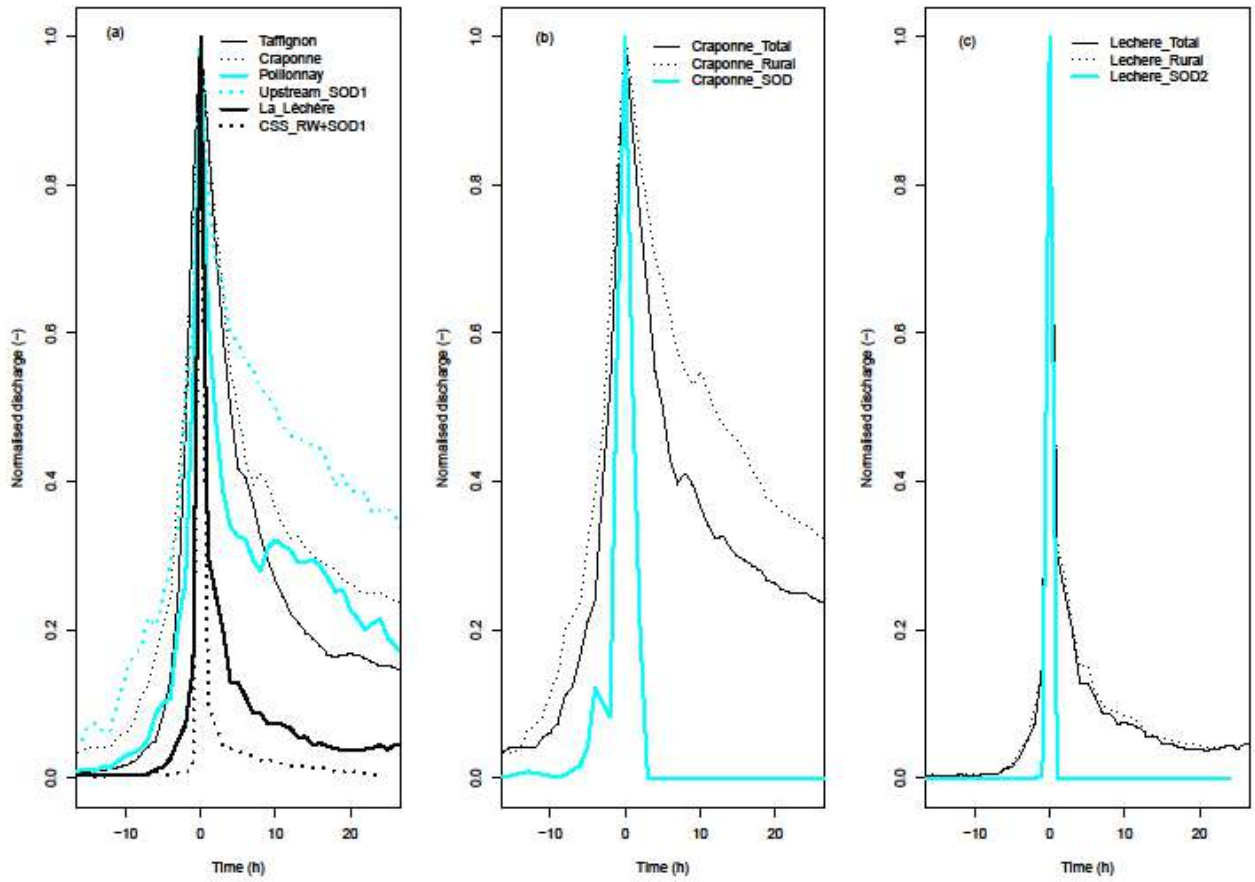 (a)
Taffignon
Craponne
Pollionnay
Upstream_SOD1
La_Léchère
CSS_RW+SOD1
Normalised discharge (−)
0.0
0.2
0.4
0.6
0.8
1.0
−10
0
10
20
Time (h)
(b)
Craponne_Total
Craponne_Rural
Craponne_SOD
Normalised discharge (−)
0.0
0.2
0.4
0.6
0.8
1.0
−10
0
10
20
Time (h)
(c)
Lechere_Total
Lechere_Rural
Lechere_SOD2
Normalised discharge (−)
0.0
0.2
0.4
0.6
0.8
1.0
−10
0
10
20
Time (h)